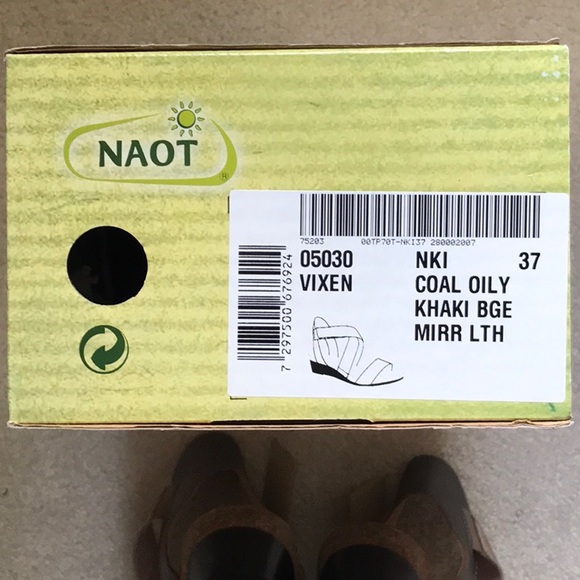 NAOT
®
75203 00TP70T-NKI37 280002007
05030 NKI 37
VIXEN COAL OILY
KHAKI BGE
MIRR LTH
7 297500 676924